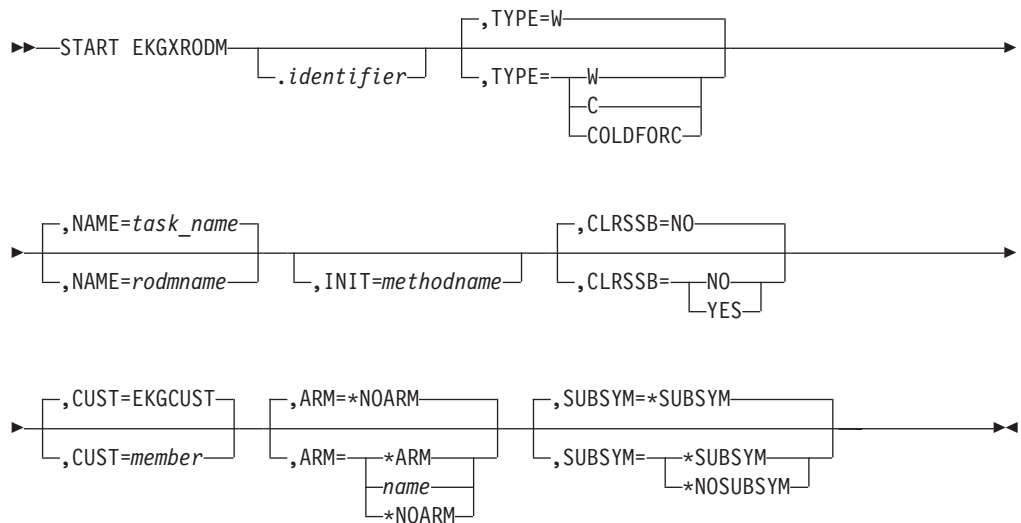 ,TYPE=W
START EKGXRODM
.identifier
,TYPE=
W
C
COLDFORC
,NAME=task_name
,NAME=rodmname
,INIT=methodname
,CLRSSB=NO
,CLRSSB=
NO
YES
,CUST=EKGCUST
,CUST=member
,ARM=*NOARM
,ARM=
*ARM
name
*NOARM
,SUBSYM=*SUBSYM
,SUBSYM=
*SUBSYM
*NOSUBSYM